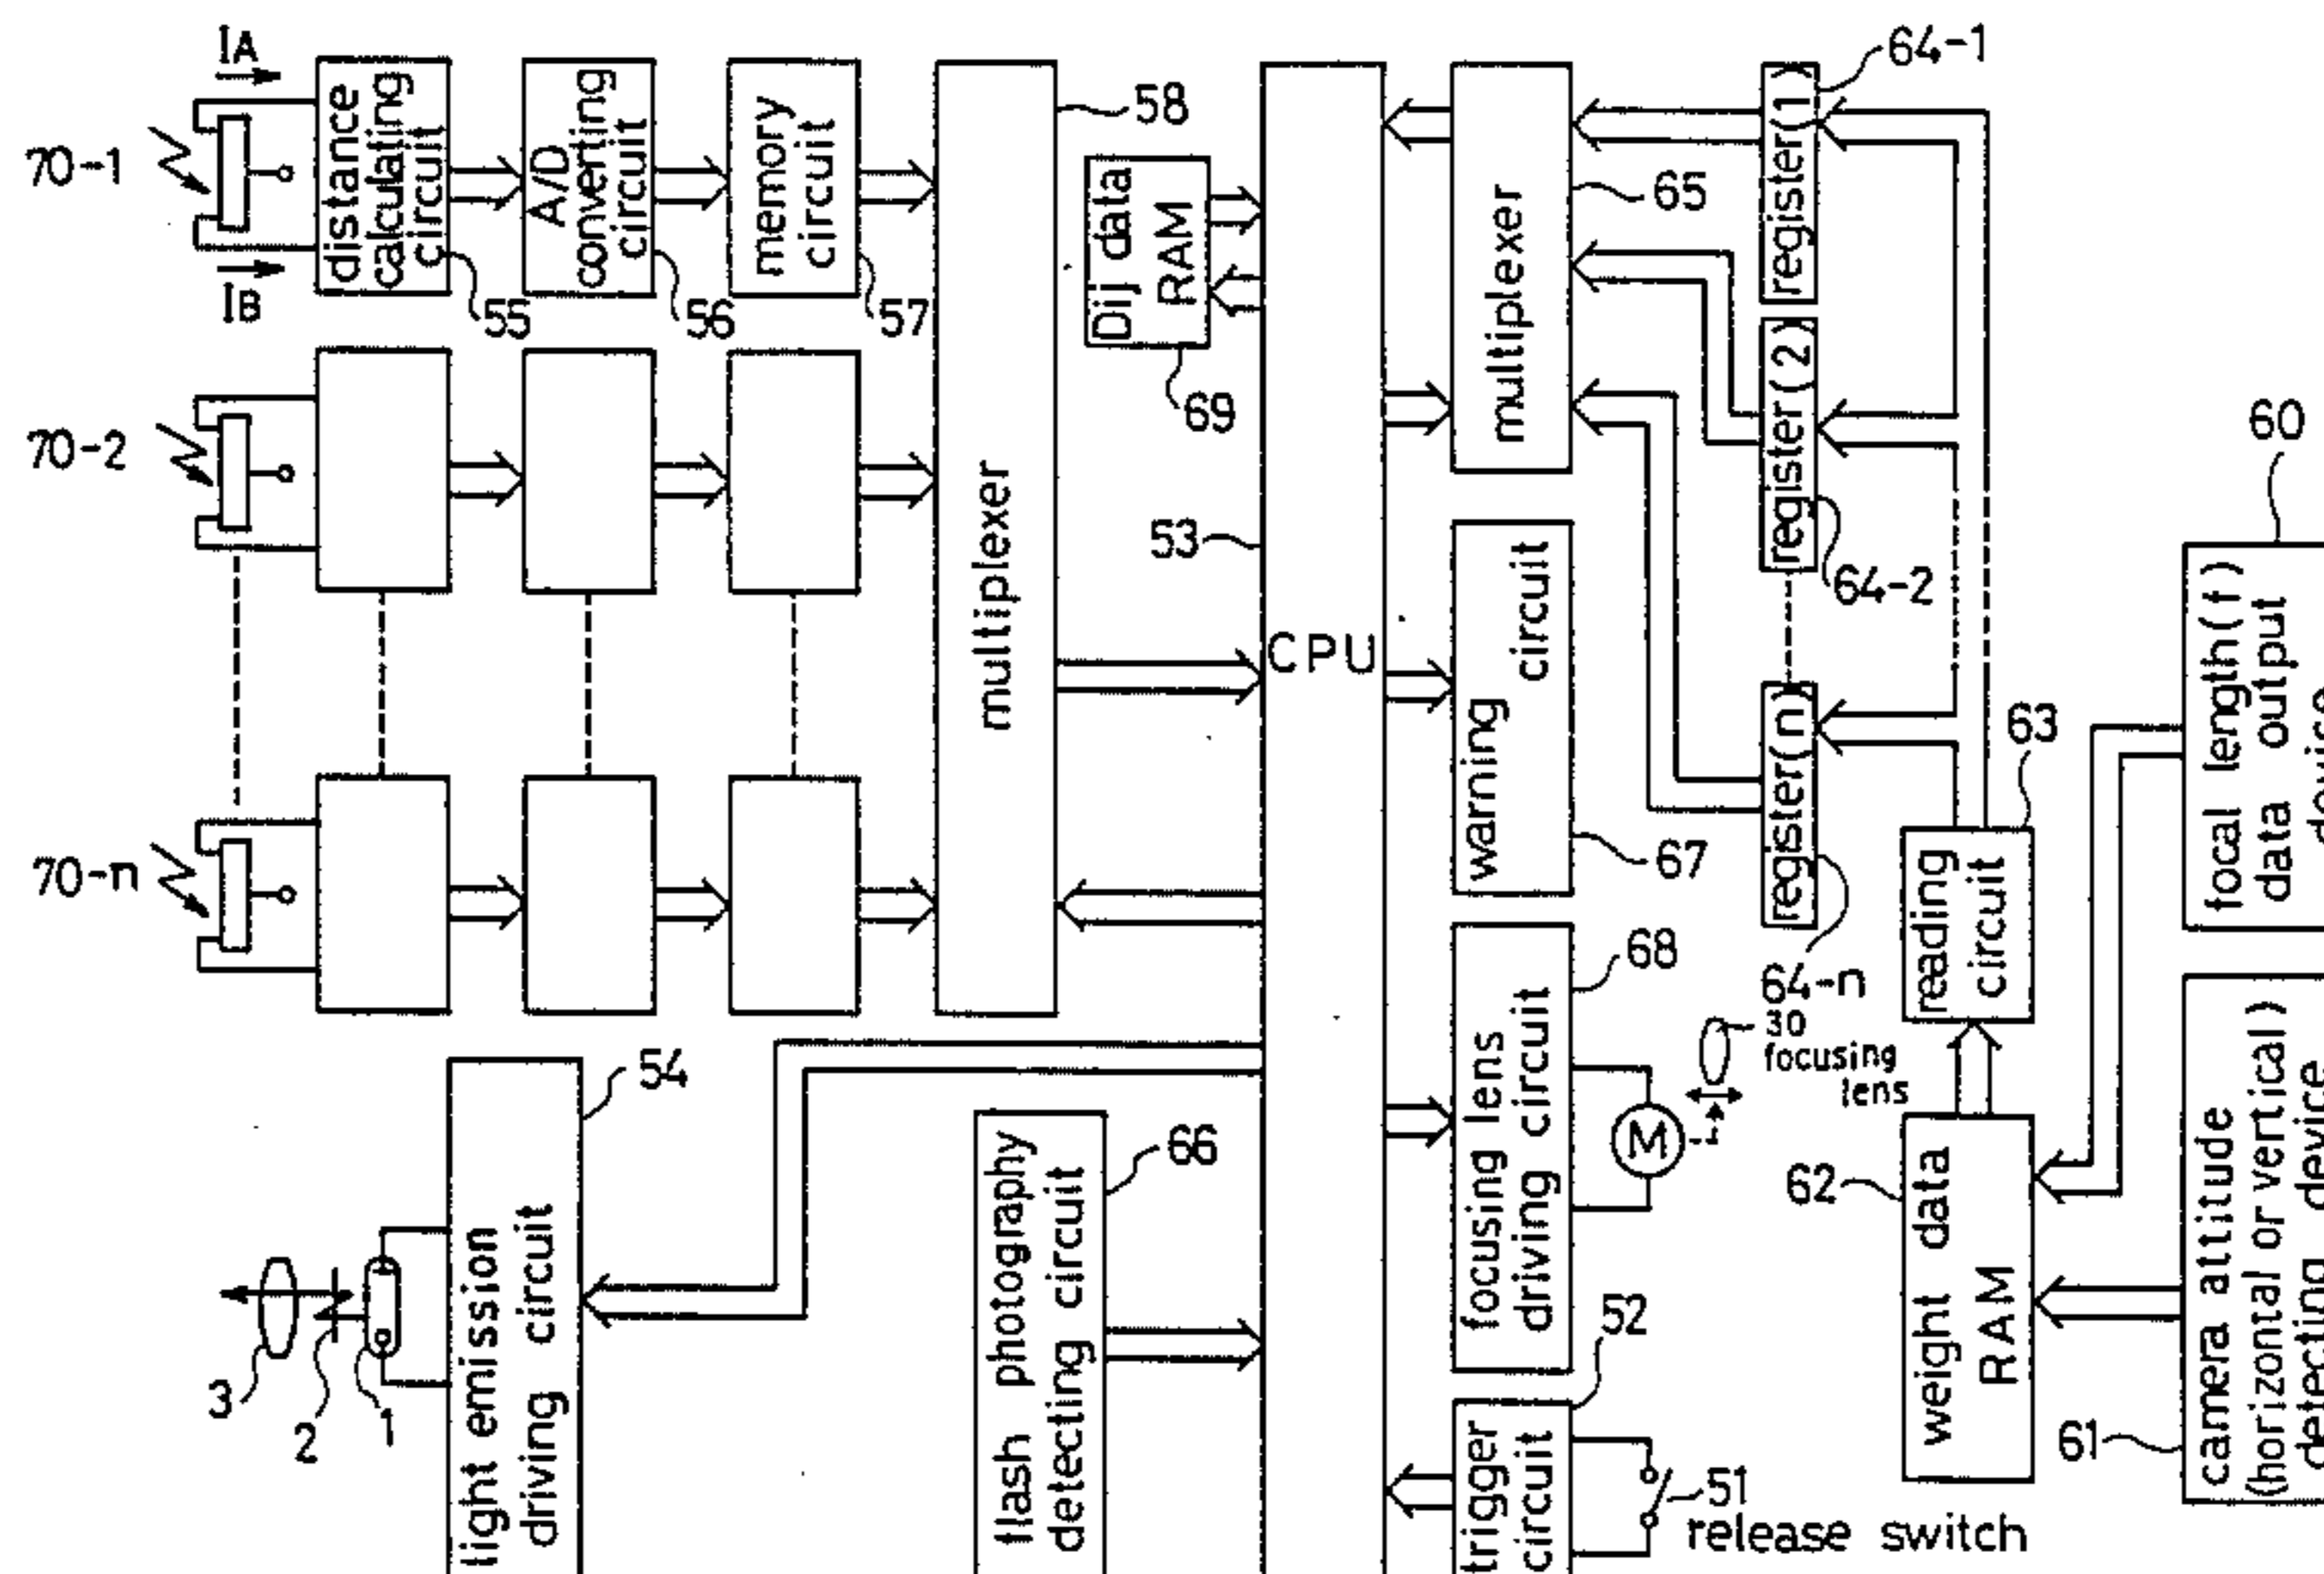 IA
70-1
IB
distance
calculating
circuit
55
A/D
converting
circuit
56
memory
circuit
57
multiplexer
58
Dij data
RAM
69
53
CPU
multiplexer
65
register(1)
64-1
register(2)
64-2
register(n)
64-n
70-2
70-n
warning
circuit
67
reading
circuit
63
60
focal length(f)
data output
device
focusing lens
driving circuit
68
30
focusing
lens
M
light emission
driving circuit
54
3
2
1
flash photography
detecting circuit
66
weight data
RAM
62
camera attitude
(horizontal or vertical)
detecting device
61
trigger
circuit
52
51
release switch